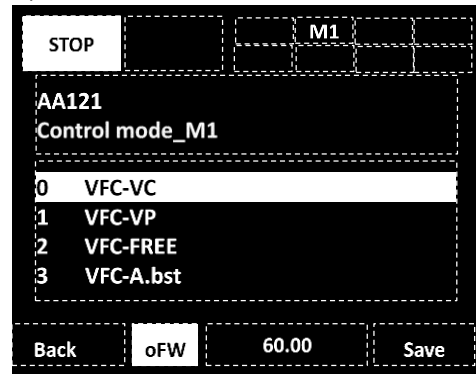 STOP
M1
AA121
Control mode_M1
0 VFC-VC
1 VFC-VP
2 VFC-FREE
3 VFC-A.bst
Back oFW 60.00 Save